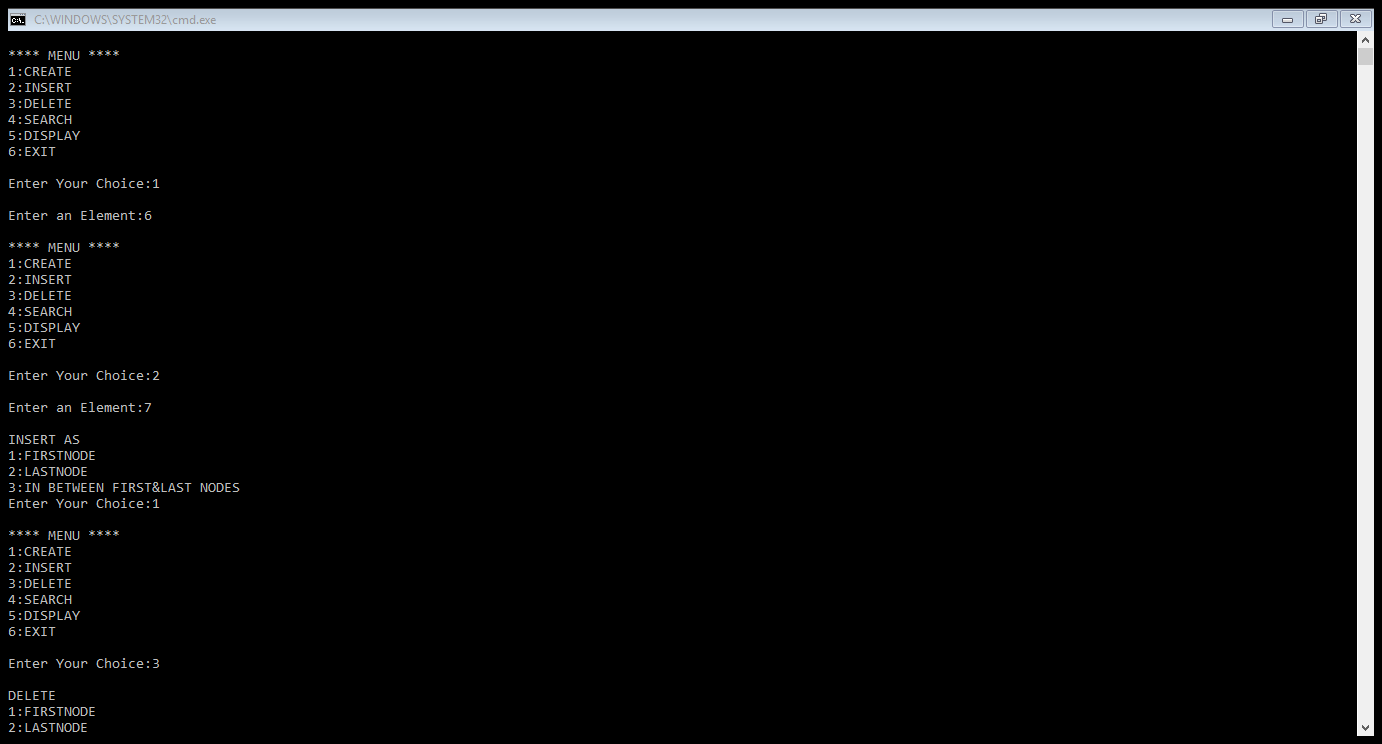 C:\WINDOWS\SYSTEM32\cmd.exe
**** MENU ****
1:CREATE
2:INSERT
3:DELETE
4:SEARCH
5:DISPLAY
6:EXIT
Enter Your Choice:1
Enter an Element:6
**** MENU ****
1:CREATE
2:INSERT
3:DELETE
4:SEARCH
5:DISPLAY
6:EXIT
Enter Your Choice:2
Enter an Element:7
INSERT AS
1:FIRSTNODE
2:LASTNODE
3:IN BETWEEN FIRST&LAST NODES
Enter Your Choice:1
**** MENU ****
1:CREATE
2:INSERT
3:DELETE
4:SEARCH
5:DISPLAY
6:EXIT
Enter Your Choice:3
DELETE
1:FIRSTNODE
2:LASTNODE